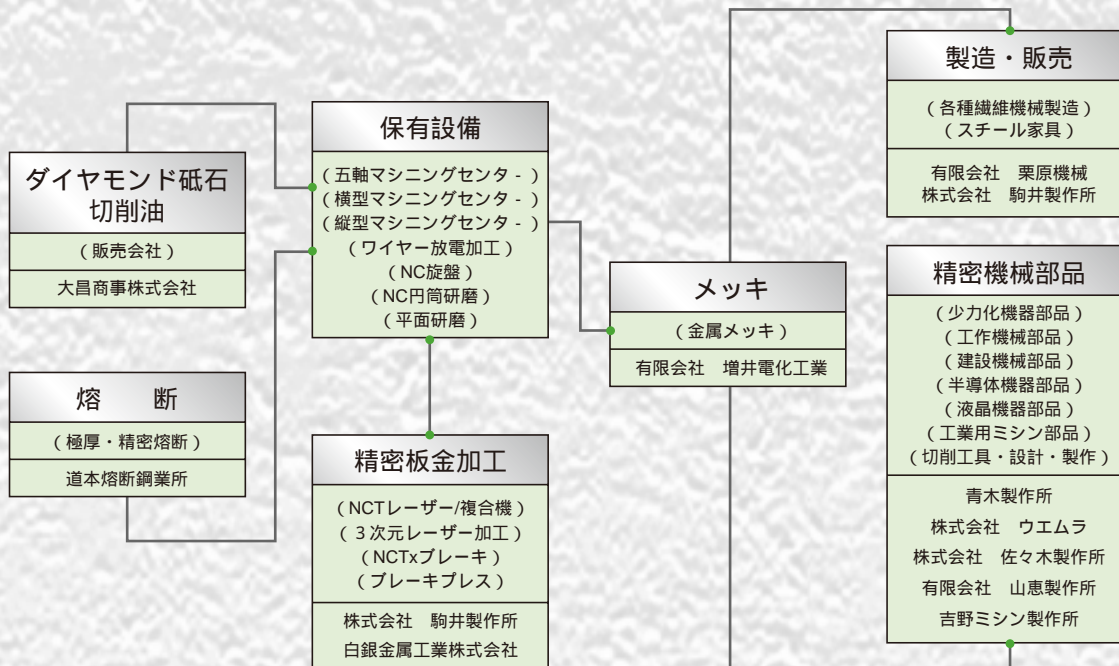 ダイヤモンド砥石
切削油
(販売会社)
大昌商事株式会社
熔　　断
(極厚・精密熔断)
道本熔断鋼業所
保有設備
(五軸マシニングセンタ-)
(横型マシニングセンタ-)
(縦型マシニングセンタ-)
(ワイヤー放電加工)
(NC旋盤)
(NC円筒研磨)
(平面研磨)
精密板金加工
(NCTレーザー/複合機)
(3次元レーザー加工)
(NCTxブレーキ)
(ブレーキプレス)
株式会社　駒井製作所
白銀金属工業株式会社
メッキ
(金属メッキ)
有限会社　増井電化工業
製造・販売
(各種繊維機械製造)
(スチール家具)
有限会社　栗原機械
株式会社　駒井製作所
精密機械部品
(少力化機器部品)
(工作機械部品)
(建設機械部品)
(半導体機器部品)
(液晶機器部品)
(工業用ミシン部品)
(切削工具・設計・製作)
青木製作所
株式会社　ウエムラ
株式会社　佐々木製作所
有限会社　山恵製作所
吉野ミシン製作所